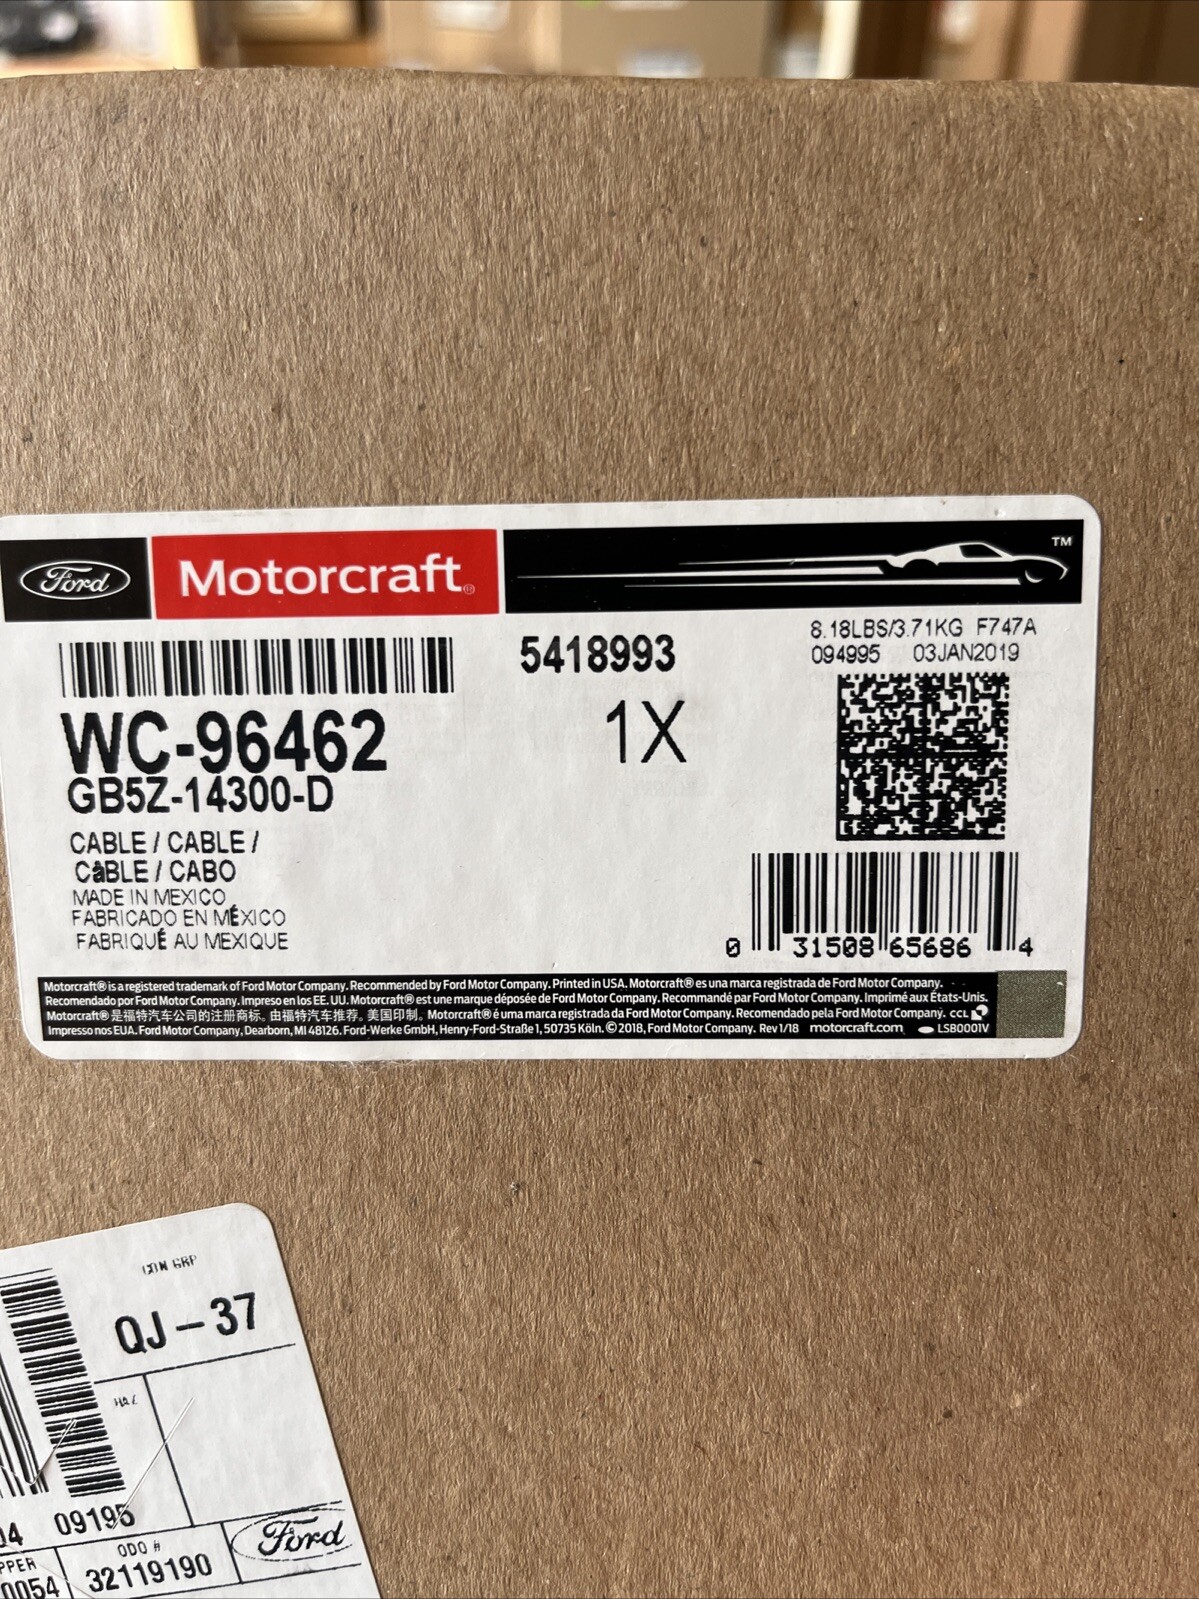 Ford
Motorcraft®
TM
5418993
8.18LBS/3.71KG F747A
094995 03JAN2019
1X
WC-96462
GB5Z-14300-D
CABLE / CABLE /
CâBLE / CABO
MADE IN MEXICO
FABRICADO EN MÉXICO
FABRIQUÉ AU MEXIQUE
0 31508 65686 4
Motorcraft® is a registered trademark of Ford Motor Company. Recommended by Ford Motor Company. Printed in USA. Motorcraft® es una marca registrada de Ford Motor Company.
Recomendado por Ford Motor Company. Impreso en los EE. UU. Motorcraft® est une marque déposée de Ford Motor Company. Recommandé par Ford Motor Company. Imprimé aux États-Unis.
Motorcraft® 是福特汽车公司的注册商标。由福特汽车推荐。美国印制。Motorcraft® é uma marca registrada da Ford Motor Company. Recomendado pela Ford Motor Company. CCL
Impresso nos EUA. Ford Motor Company, Dearborn, MI 48126. Ford-Werke GmbH, Henry-Ford-Straße 1, 50735 Köln. © 2018, Ford Motor Company. Rev 1/18 motorcraft.com LSB0001V
GRP
QJ-37
09195
ODO #
32119190
Ford
0054